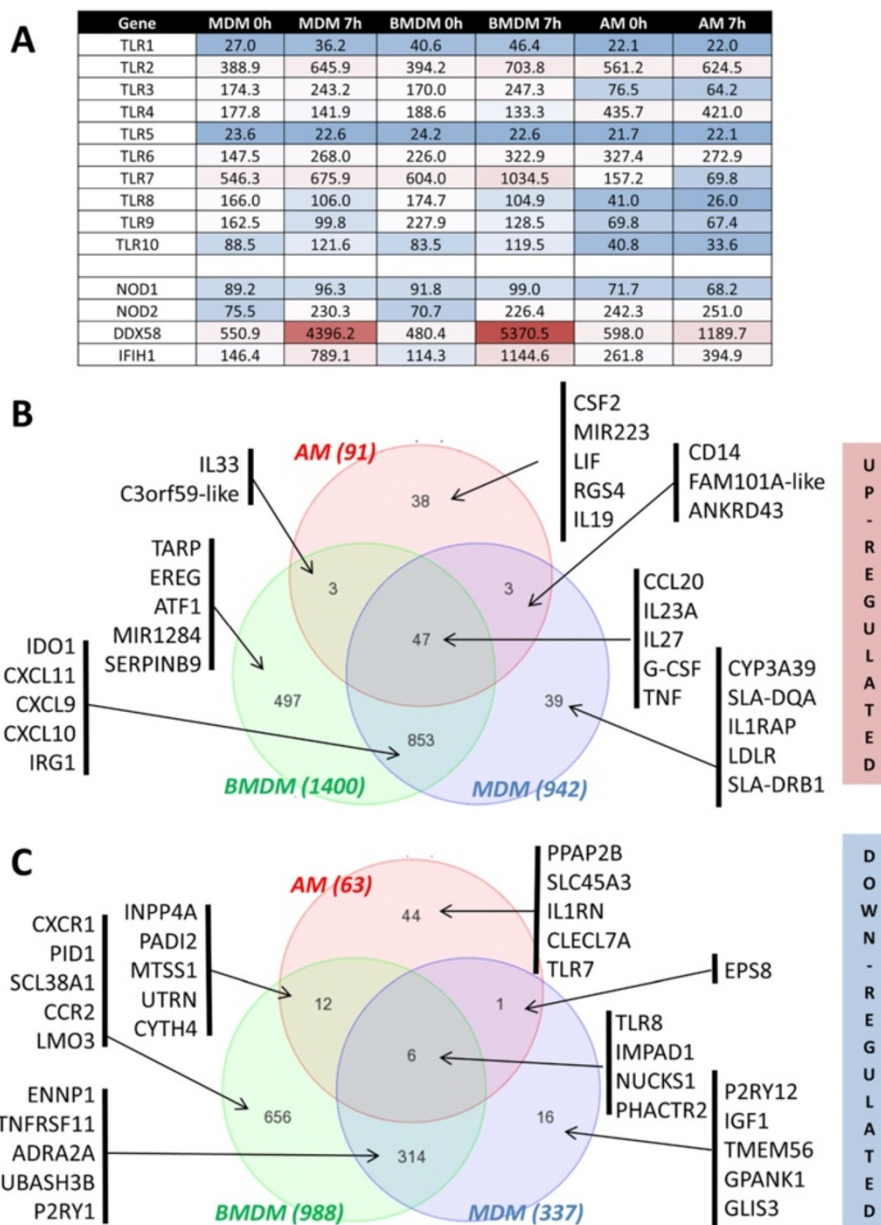 A
Gene MDM 0h MDM 7h BMDM 0h BMDM 7h AM 0h AM 7h
TLR1 27.0 36.2 40.6 46.4 22.1 22.0
TLR2 388.9 645.9 394.2 703.8 561.2 624.5
TLR3 174.3 243.2 170.0 247.3 76.5 64.2
TLR4 177.8 141.9 188.6 133.3 435.7 421.0
TLR5 23.6 22.6 24.2 22.6 21.7 22.1
TLR6 147.5 268.0 226.0 322.9 327.4 272.9
TLR7 546.3 675.9 604.0 1034.5 157.2 69.8
TLR8 166.0 106.0 174.7 104.9 41.0 26.0
TLR9 162.5 99.8 227.9 128.5 69.8 67.4
TLR10 88.5 121.6 83.5 119.5 40.8 33.6
NOD1 89.2 96.3 91.8 99.0 71.7 68.2
NOD2 75.5 230.3 70.7 226.4 242.3 251.0
DDX58 550.9 4396.2 480.4 5370.5 598.0 1189.7
IFIH1 146.4 789.1 114.3 1144.6 261.8 394.9
B
AM (91)
IL33
C3orf59-like
CSF2
MIR223
LIF
RGS4
IL19
CD14
FAM101A-like
ANKRD43
TARP
EREG
ATF1
MIR1284
SERPINB9
CCL20
IL23A
IL27
G-CSF
TNF
IDO1
CXCL11
CXCL9
CXCL10
IRG1
CYP3A39
SLA-DQA
IL1RAP
LDLR
SLA-DRB1
38
3
3
47
497
39
853
BMDM (1400)
MDM (942)
UP-REGULATED
C
AM (63)
CXCR1
PID1
SCL38A1
CCR2
LMO3
INPP4A
PADI2
MTSS1
UTRN
CYTH4
PPAP2B
SLC45A3
IL1RN
CLECL7A
TLR7
EPS8
TLR8
IMPAD1
NUCKS1
PHACTR2
ENNP1
TNFRSF11
ADRA2A
UBASH3B
P2RY1
P2RY12
IGF1
TMEM56
GPANK1
GLIS3
44
12
1
6
656
16
314
BMDM (988)
MDM (337)
DOWN-REGULATED